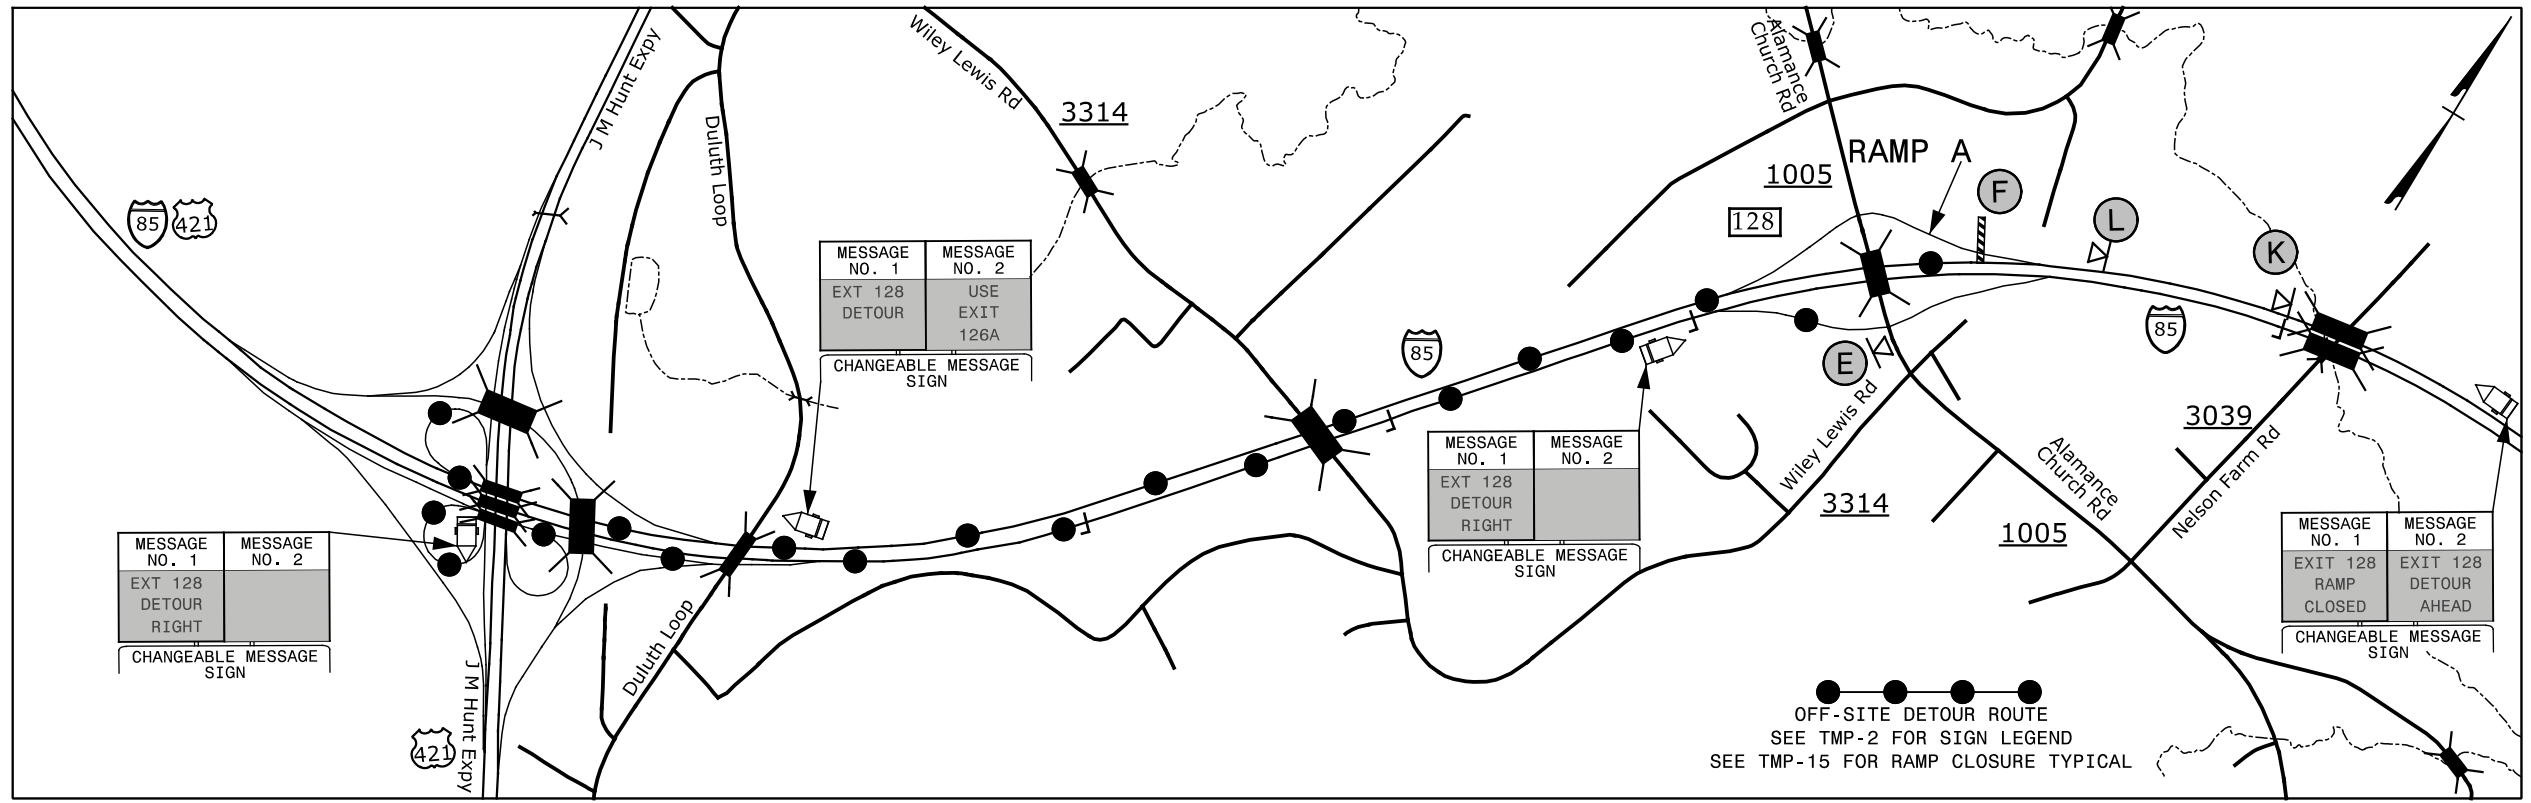 J M Hunt Expy
Duluth Loop
Wiley Lewis Rd
3314
Alamance
Church Rd
RAMP A
1005
128
F
L
K
E
85
421
MESSAGE NO. 1
MESSAGE NO. 2
EXT 128
DETOUR
USE
EXIT
126A
CHANGEABLE MESSAGE
SIGN
85
85
MESSAGE NO. 1
MESSAGE NO. 2
EXT 128
DETOUR
RIGHT
CHANGEABLE MESSAGE
SIGN
Wiley Lewis Rd
3314
Alamance
Church Rd
1005
3039
Nelson Farm Rd
MESSAGE NO. 1
MESSAGE NO. 2
EXIT 128
RAMP
CLOSED
EXIT 128
DETOUR
AHEAD
CHANGEABLE MESSAGE
SIGN
MESSAGE NO. 1
MESSAGE NO. 2
EXT 128
DETOUR
RIGHT
CHANGEABLE MESSAGE
SIGN
Duluth Loop
J M Hunt Expy
421
OFF-SITE DETOUR ROUTE
SEE TMP-2 FOR SIGN LEGEND
SEE TMP-15 FOR RAMP CLOSURE TYPICAL